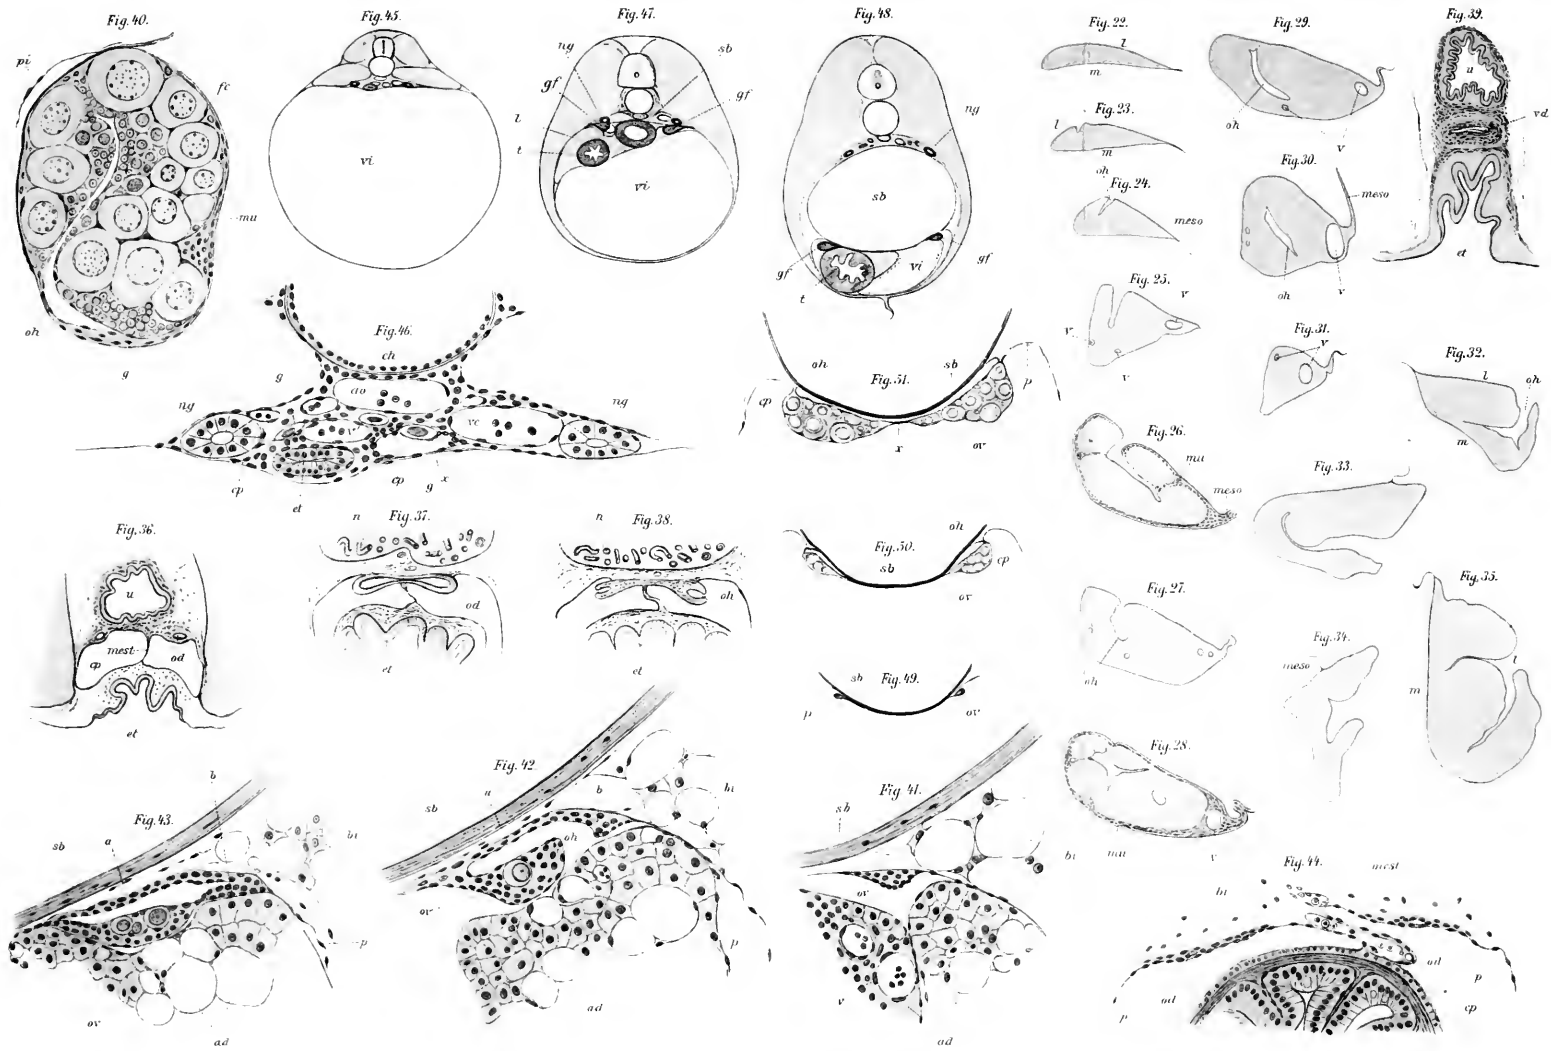 Fig. 40.
pi
fc
mu
oh
g
Fig. 45.
vi
Fig. 47.
ng
sb
gf
gf
l
t
vi
Fig. 48.
ng
sb
gf
gf
vi
t
Fig. 22.
l
m
Fig. 23.
l
m
Fig. 24.
oh
meso
Fig. 25.
v
v
v
Fig. 26.
mu
meso
Fig. 27.
oh
Fig. 28.
mu
v
Fig. 29.
oh
v
Fig. 30.
meso
oh
v
Fig. 31.
v
Fig. 32.
l
oh
m
Fig. 33.
Fig. 34.
meso
Fig. 35.
l
m
Fig. 39.
u
vd
et
Fig. 46.
ch
g
ao
ng
ng
vc
cp
et
cp
g
x
Fig. 51.
oh
sb
p
cp
x
ov
Fig. 50.
oh
sb
cp
ov
Fig. 49.
sb
p
ov
Fig. 36.
u
mest
cp
od
et
Fig. 37.
n
od
et
Fig. 38.
n
oh
et
Fig. 43.
b
sb
a
bt
p
ov
ad
Fig. 42.
a
sb
b
bt
oh
ov
p
ad
Fig. 41.
sb
bt
ov
v
ad
Fig. 44.
mest
bt
od
p
od
cp
p